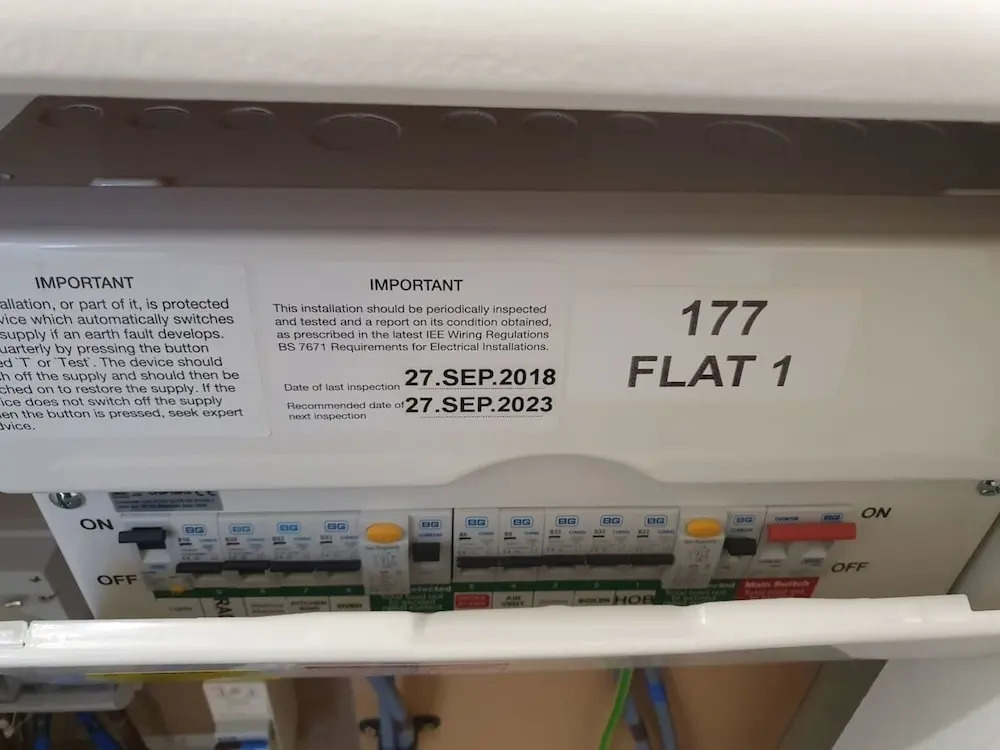 IMPORTANT
allation, or part of it, is protected
vice which automatically switches
supply if an earth fault develops.
uarterly by pressing the button
ed 'T' or 'Test'. The device should
h off the supply and should then be
ched on to restore the supply. If the
ice does not switch off the supply
en the button is pressed, seek expert
dvice.
IMPORTANT
This installation should be periodically inspected
and tested and a report on its condition obtained,
as prescribed in the latest IEE Wiring Regulations
BS 7671 Requirements for Electrical Installations.
Date of last inspection 27.SEP.2018
Recommended date of 27.SEP.2023
next inspection
177
FLAT 1
ON
OFF
BG
BG
BG
BG
BG
BG
BG
BG
BG
BG
BG
ON
OFF
KITCHEN
AIR
VENT
BOILER
HOB
Main Switch